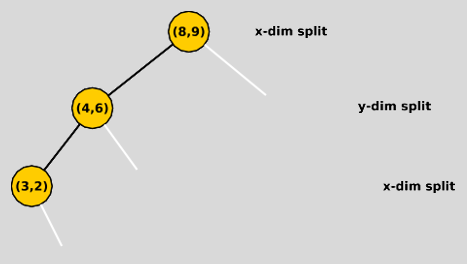 (8,9) x-dim split
(4,6) y-dim split
(3,2) x-dim split